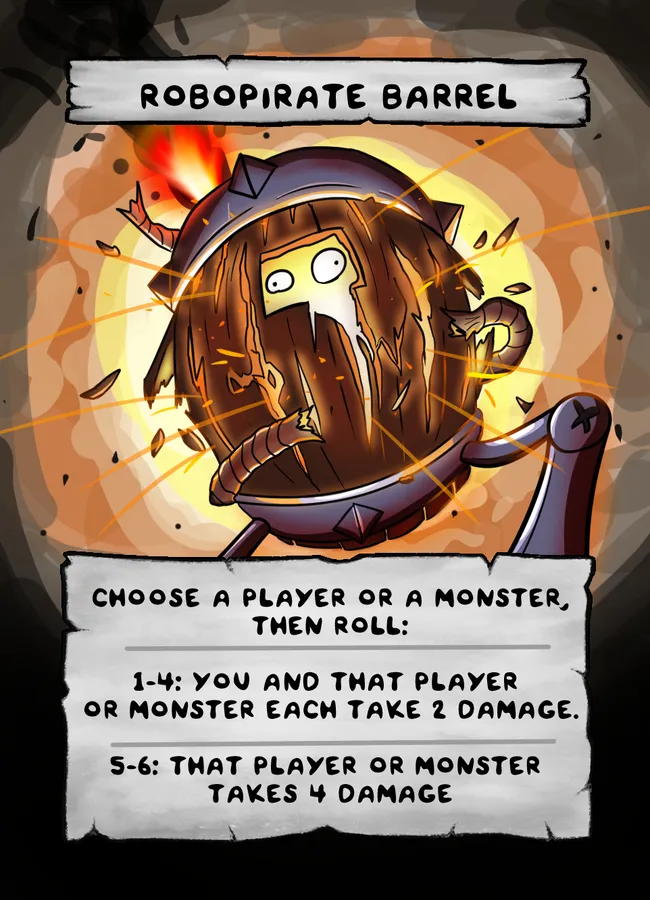 ROBOPIRATE BARREL
CHOOSE A PLAYER OR A MONSTER,
THEN ROLL:
1-4: YOU AND THAT PLAYER
OR MONSTER EACH TAKE 2 DAMAGE.
5-6: THAT PLAYER OR MONSTER
TAKES 4 DAMAGE